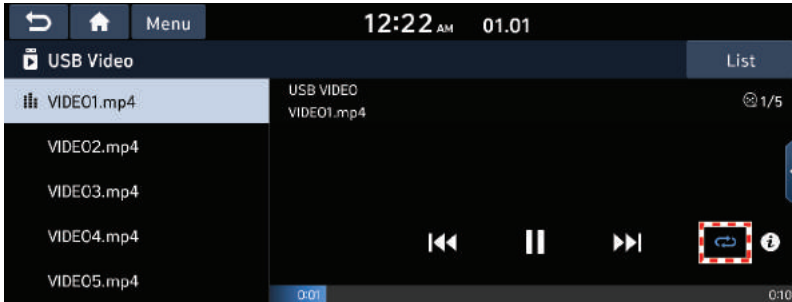 Menu
12:22 AM 01.01
USB Video
List
VIDEO1.mp4
VIDEO2.mp4
VIDEO3.mp4
VIDEO4.mp4
VIDEO5.mp4
USB VIDEO
VIDEO1.mp4
1/5
0:01
0:10